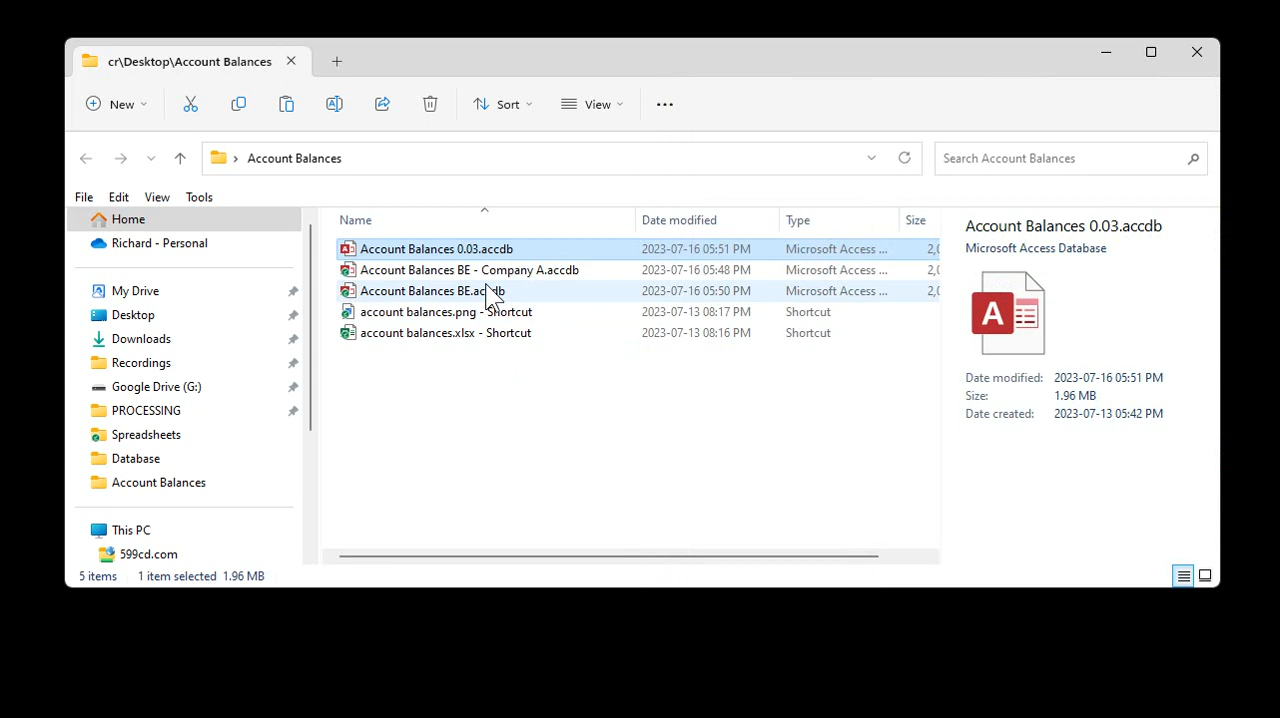 cr\Desktop\Account Balances
New
Sort
View
Account Balances
Search Account Balances
File Edit View Tools
Home
Richard - Personal
My Drive
Desktop
Downloads
Recordings
Google Drive (G:)
PROCESSING
Spreadsheets
Database
Account Balances
This PC
599cd.com
Name Date modified Type Size
Account Balances 0.03.accdb 2023-07-16 05:51 PM Microsoft Access ... 2,0
Account Balances BE - Company A.accdb 2023-07-16 05:48 PM Microsoft Access ... 2,0
Account Balances BE.accdb 2023-07-16 05:50 PM Microsoft Access ... 2,0
account balances.png - Shortcut 2023-07-13 08:17 PM Shortcut
account balances.xlsx - Shortcut 2023-07-13 08:16 PM Shortcut
Account Balances 0.03.accdb
Microsoft Access Database
A
Date modified: 2023-07-16 05:51 PM
Size: 1.96 MB
Date created: 2023-07-13 05:42 PM
5 items 1 item selected 1.96 MB